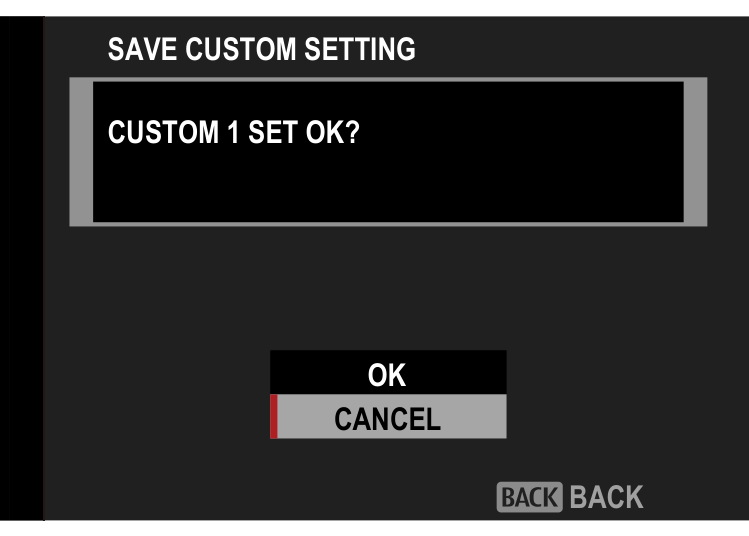 SAVE CUSTOM SETTING
CUSTOM 1 SET OK?
OK
CANCEL
BACK BACK